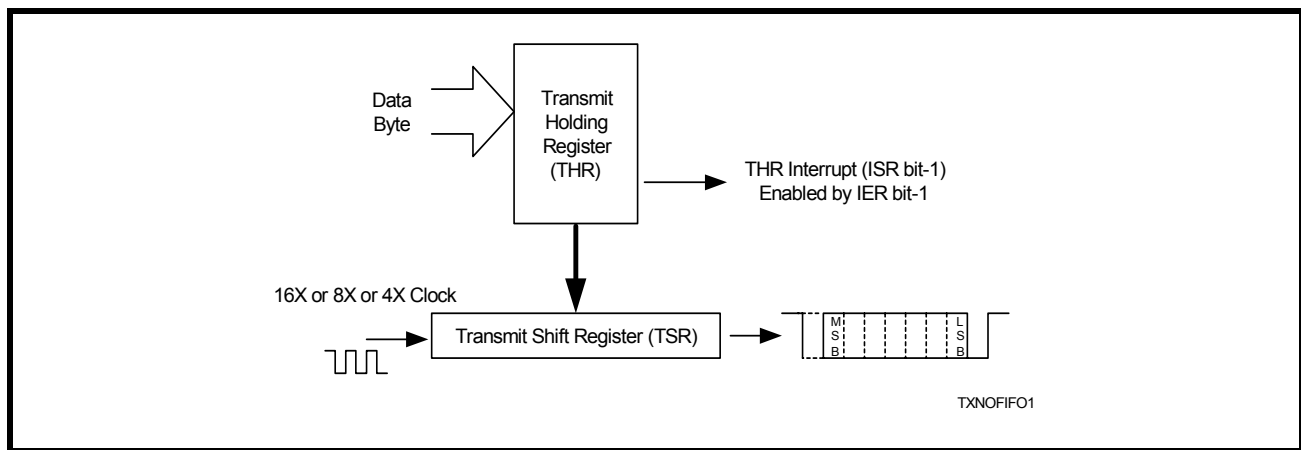 Data
Byte
Transmit
Holding
Register
(THR)
THR Interrupt (ISR bit-1)
Enabled by IER bit-1
16X or 8X or 4X Clock
Transmit Shift Register (TSR)
M
S
B
L
S
B
TXNOFIFO1